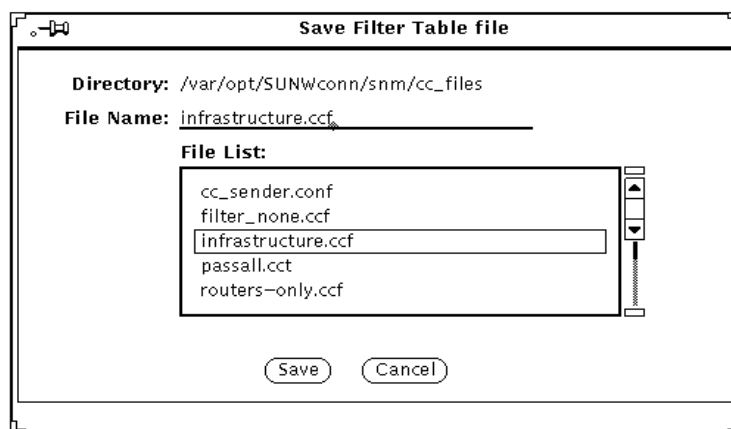 Save Filter Table file
Directory: /var/opt/SUNWconn/snm/cc_files
File Name: infrastructure.ccf
File List:
cc_sender.conf
filter_none.ccf
infrastructure.ccf
passall.cct
routers-only.ccf
Save Cancel